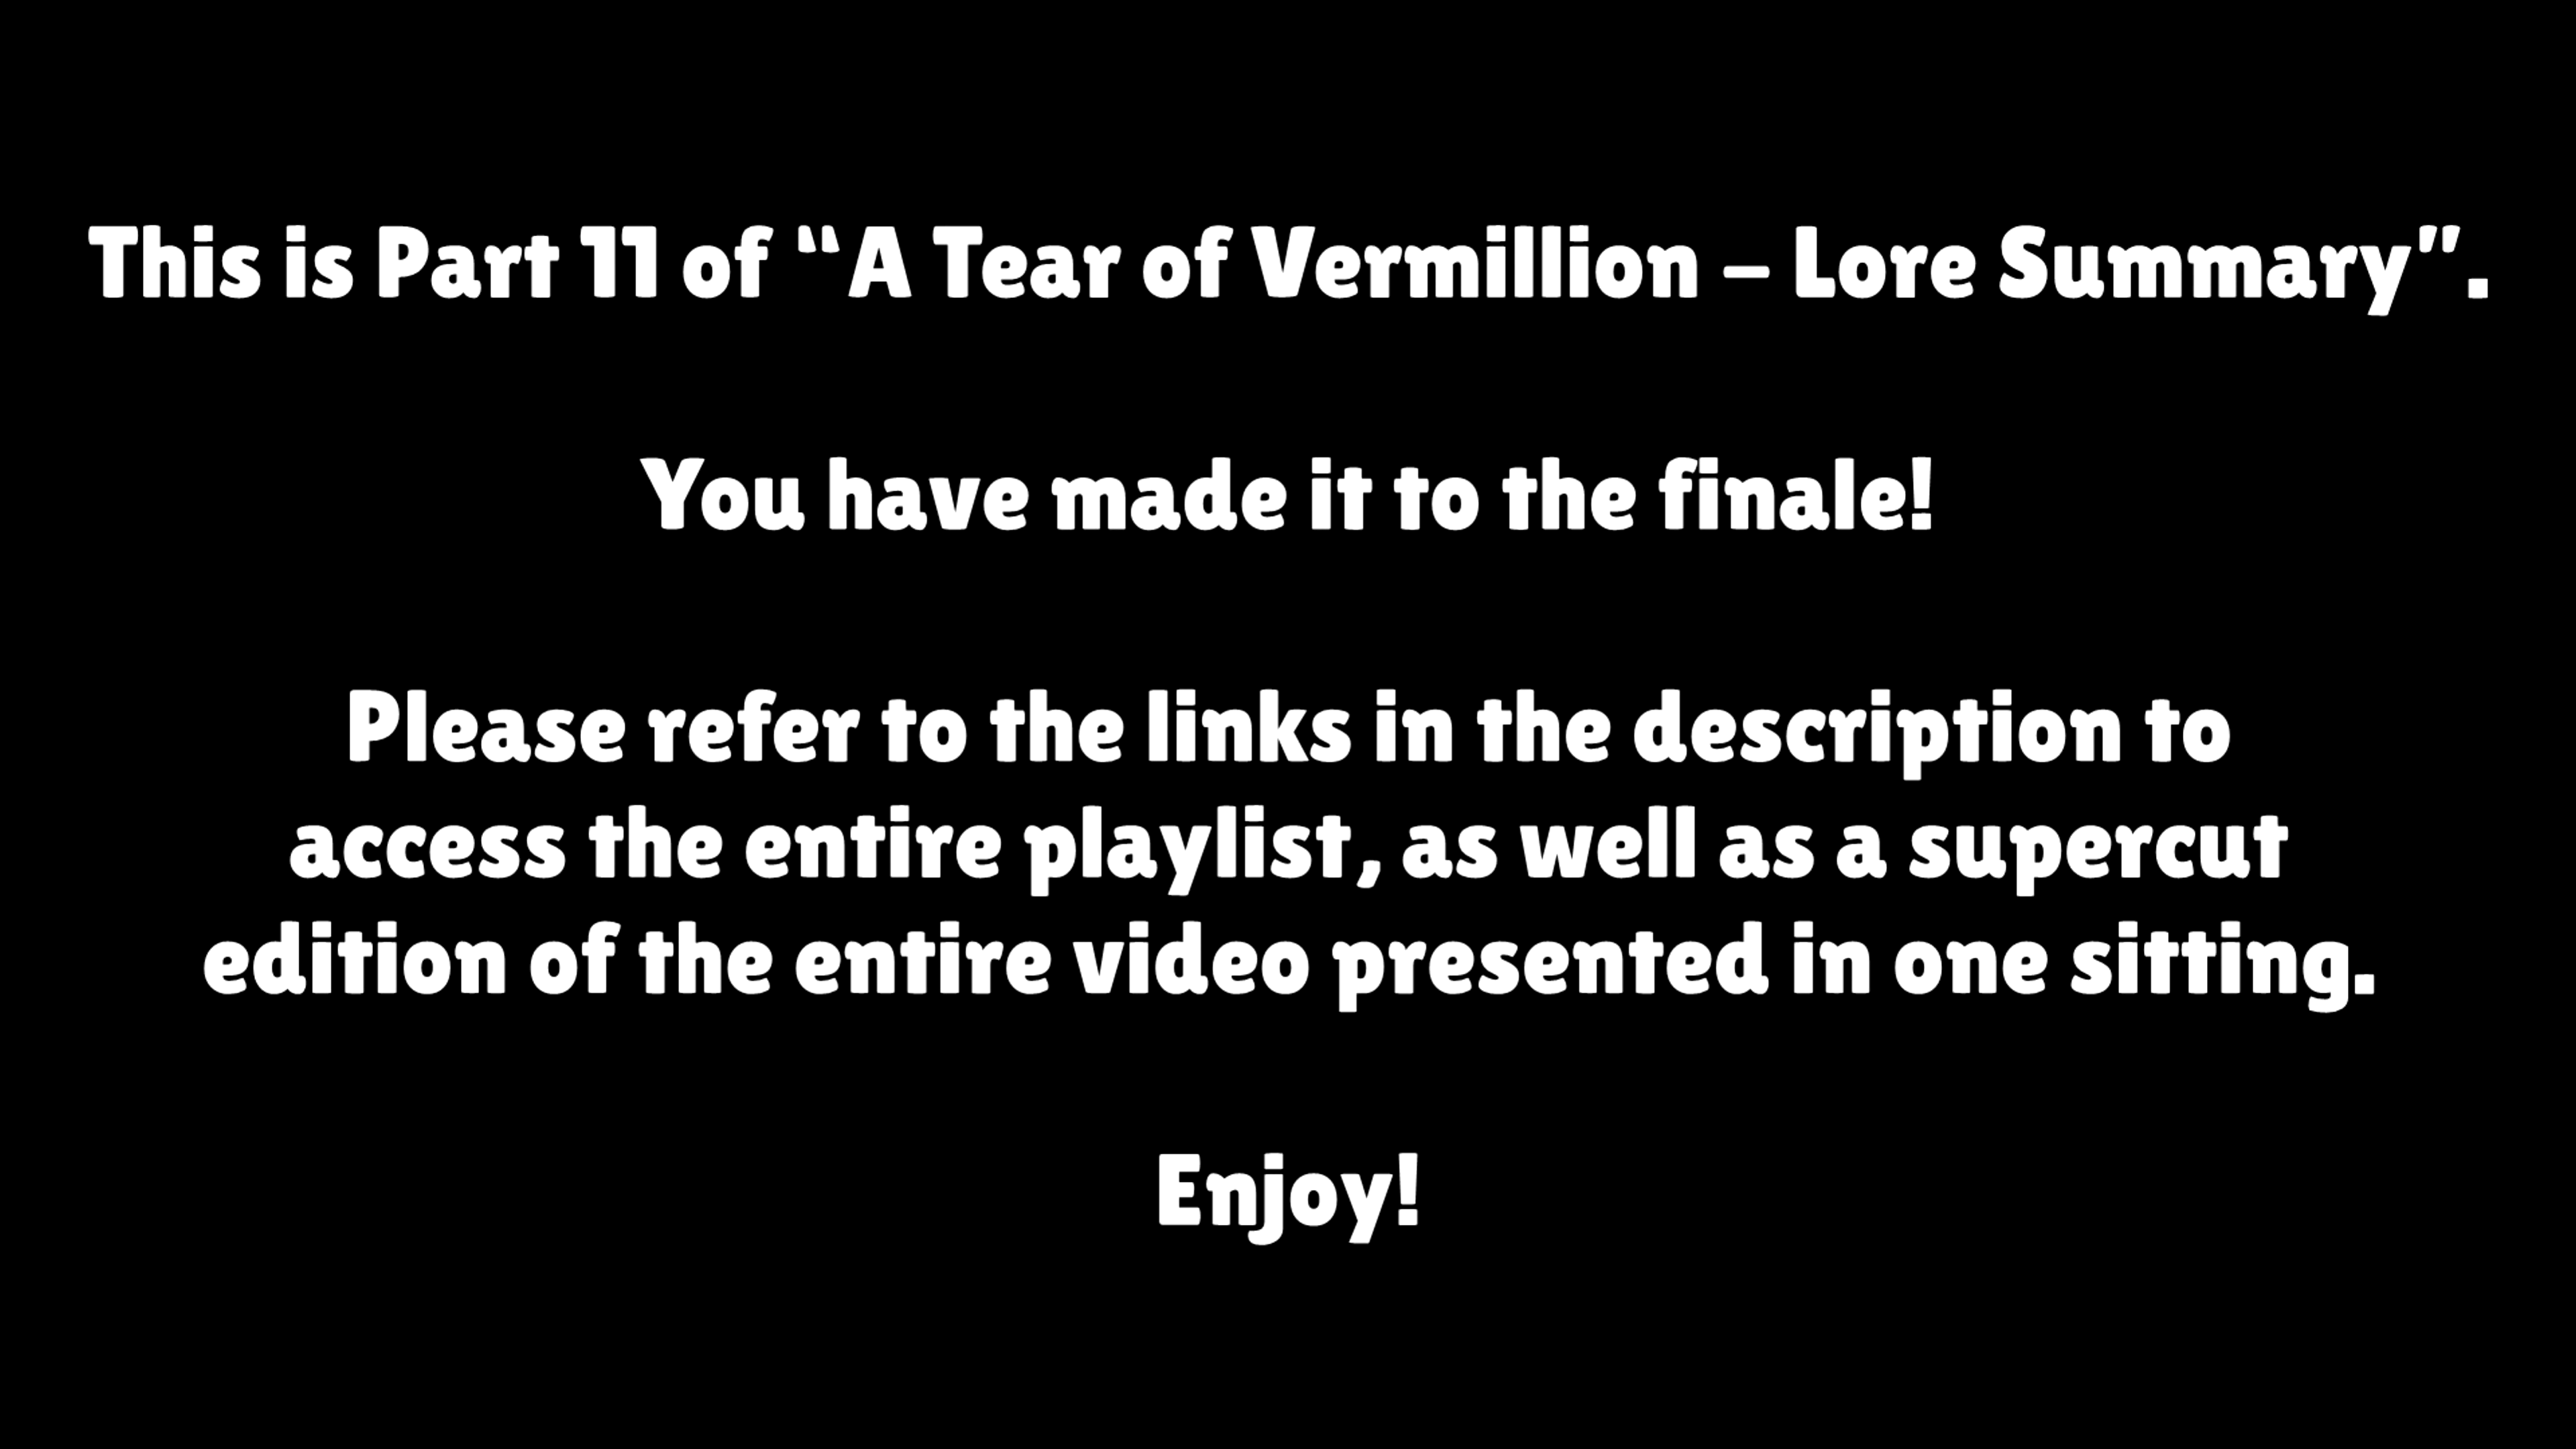 This is Part 11 of “A Tear of Vermillion – Lore Summary”.
You have made it to the finale!
Please refer to the links in the description to
access the entire playlist, as well as a supercut
edition of the entire video presented in one sitting.
Enjoy!